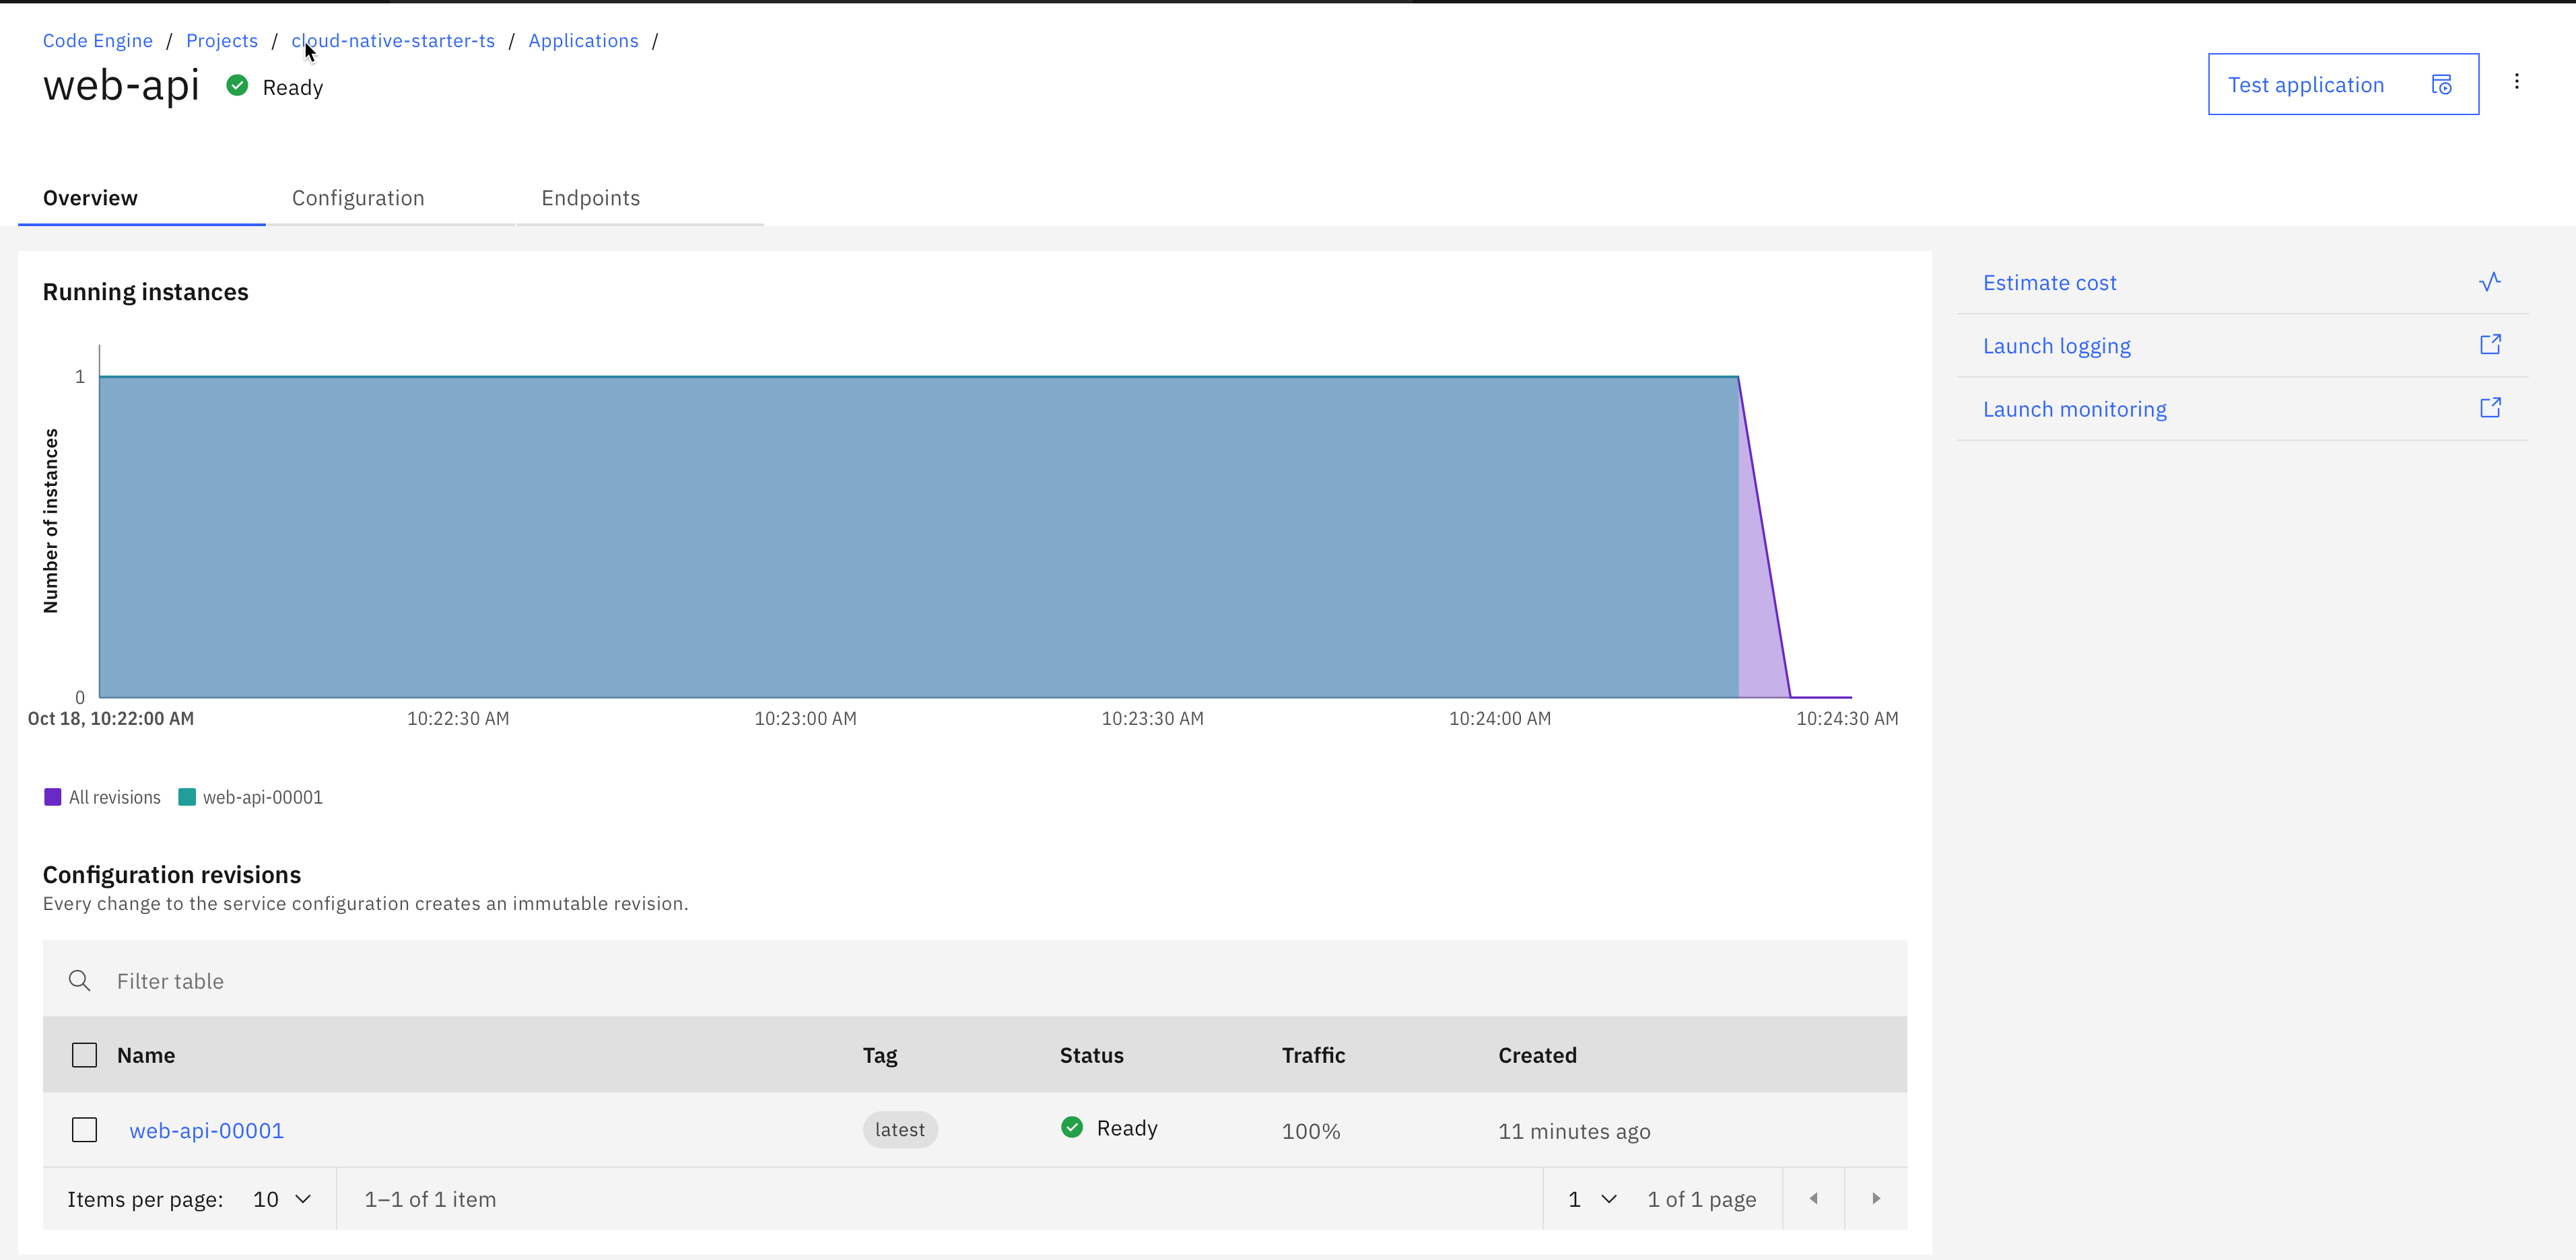 Code Engine / Projects / cloud-native-starter-ts / Applications /
web-api Ready
Test application
Overview Configuration Endpoints
Running instances
Estimate cost
Launch logging
Launch monitoring
Number of instances
1
0
Oct 18, 10:22:00 AM 10:22:30 AM 10:23:00 AM 10:23:30 AM 10:24:00 AM 10:24:30 AM
All revisions web-api-00001
Configuration revisions
Every change to the service configuration creates an immutable revision.
Filter table
Name Tag Status Traffic Created
web-api-00001 latest Ready 100% 11 minutes ago
Items per page: 10 1–1 of 1 item 1 1 of 1 page